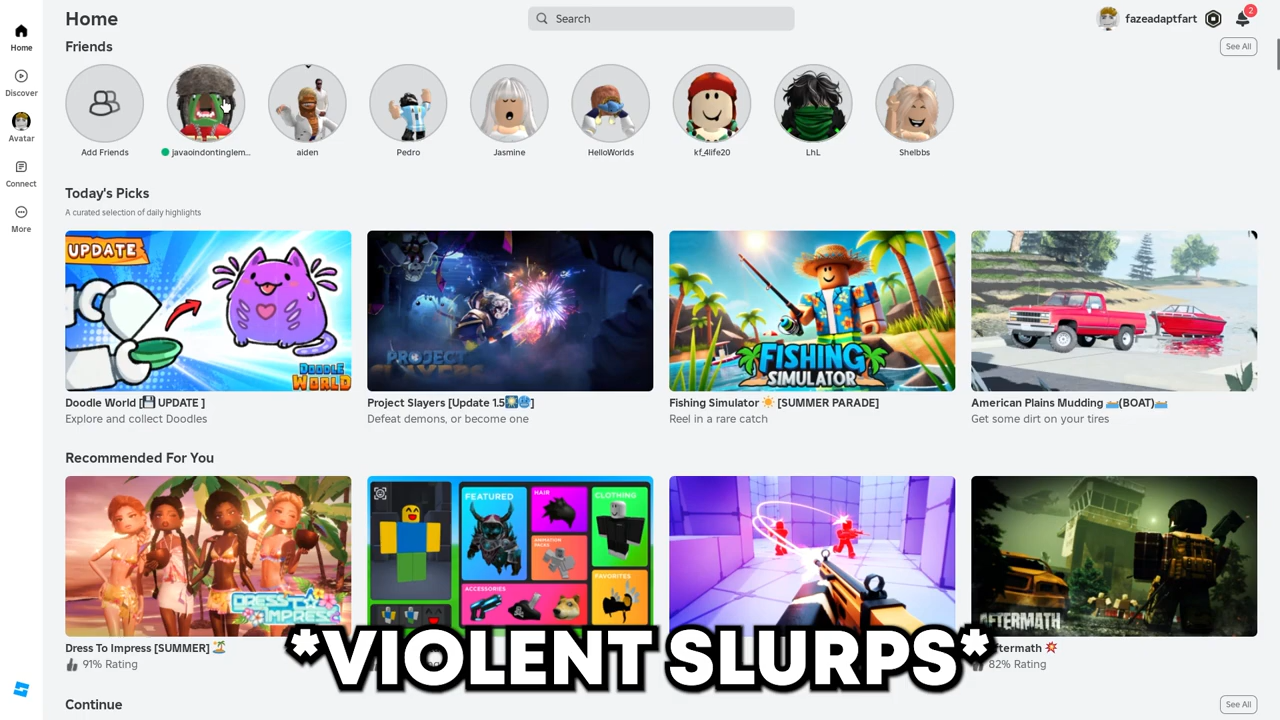 Home
Search
fazeadaptfart
2
Home
Discover
Avatar
Connect
More
Friends
See All
Add Friends
javaoindontinglem...
aiden
Pedro
Jasmine
HelloWorlds
kf_4life20
LhL
Shelbbs
Today's Picks
A curated selection of daily highlights
UPDATE
DOODLE
WORLD
PROJECT
SLAYERS
FISHING
SIMULATOR
Doodle World [💾 UPDATE ]
Explore and collect Doodles
Project Slayers [Update 1.5🎇🥶]
Defeat demons, or become one
Fishing Simulator ☀️ [SUMMER PARADE]
Reel in a rare catch
American Plains Mudding 🌊(BOAT)🌊
Get some dirt on your tires
Recommended For You
DRESS TO
IMPRESS
FEATURED
HAIR
CLOTHING
ANIMATION
PACKS
ACCESSORIES
FAVORITES
AFTERMATH
Dress To Impress [SUMMER] 🏝️
91% Rating
ftermath 💥
82% Rating
*VIOLENT SLURPS*
Continue
See All